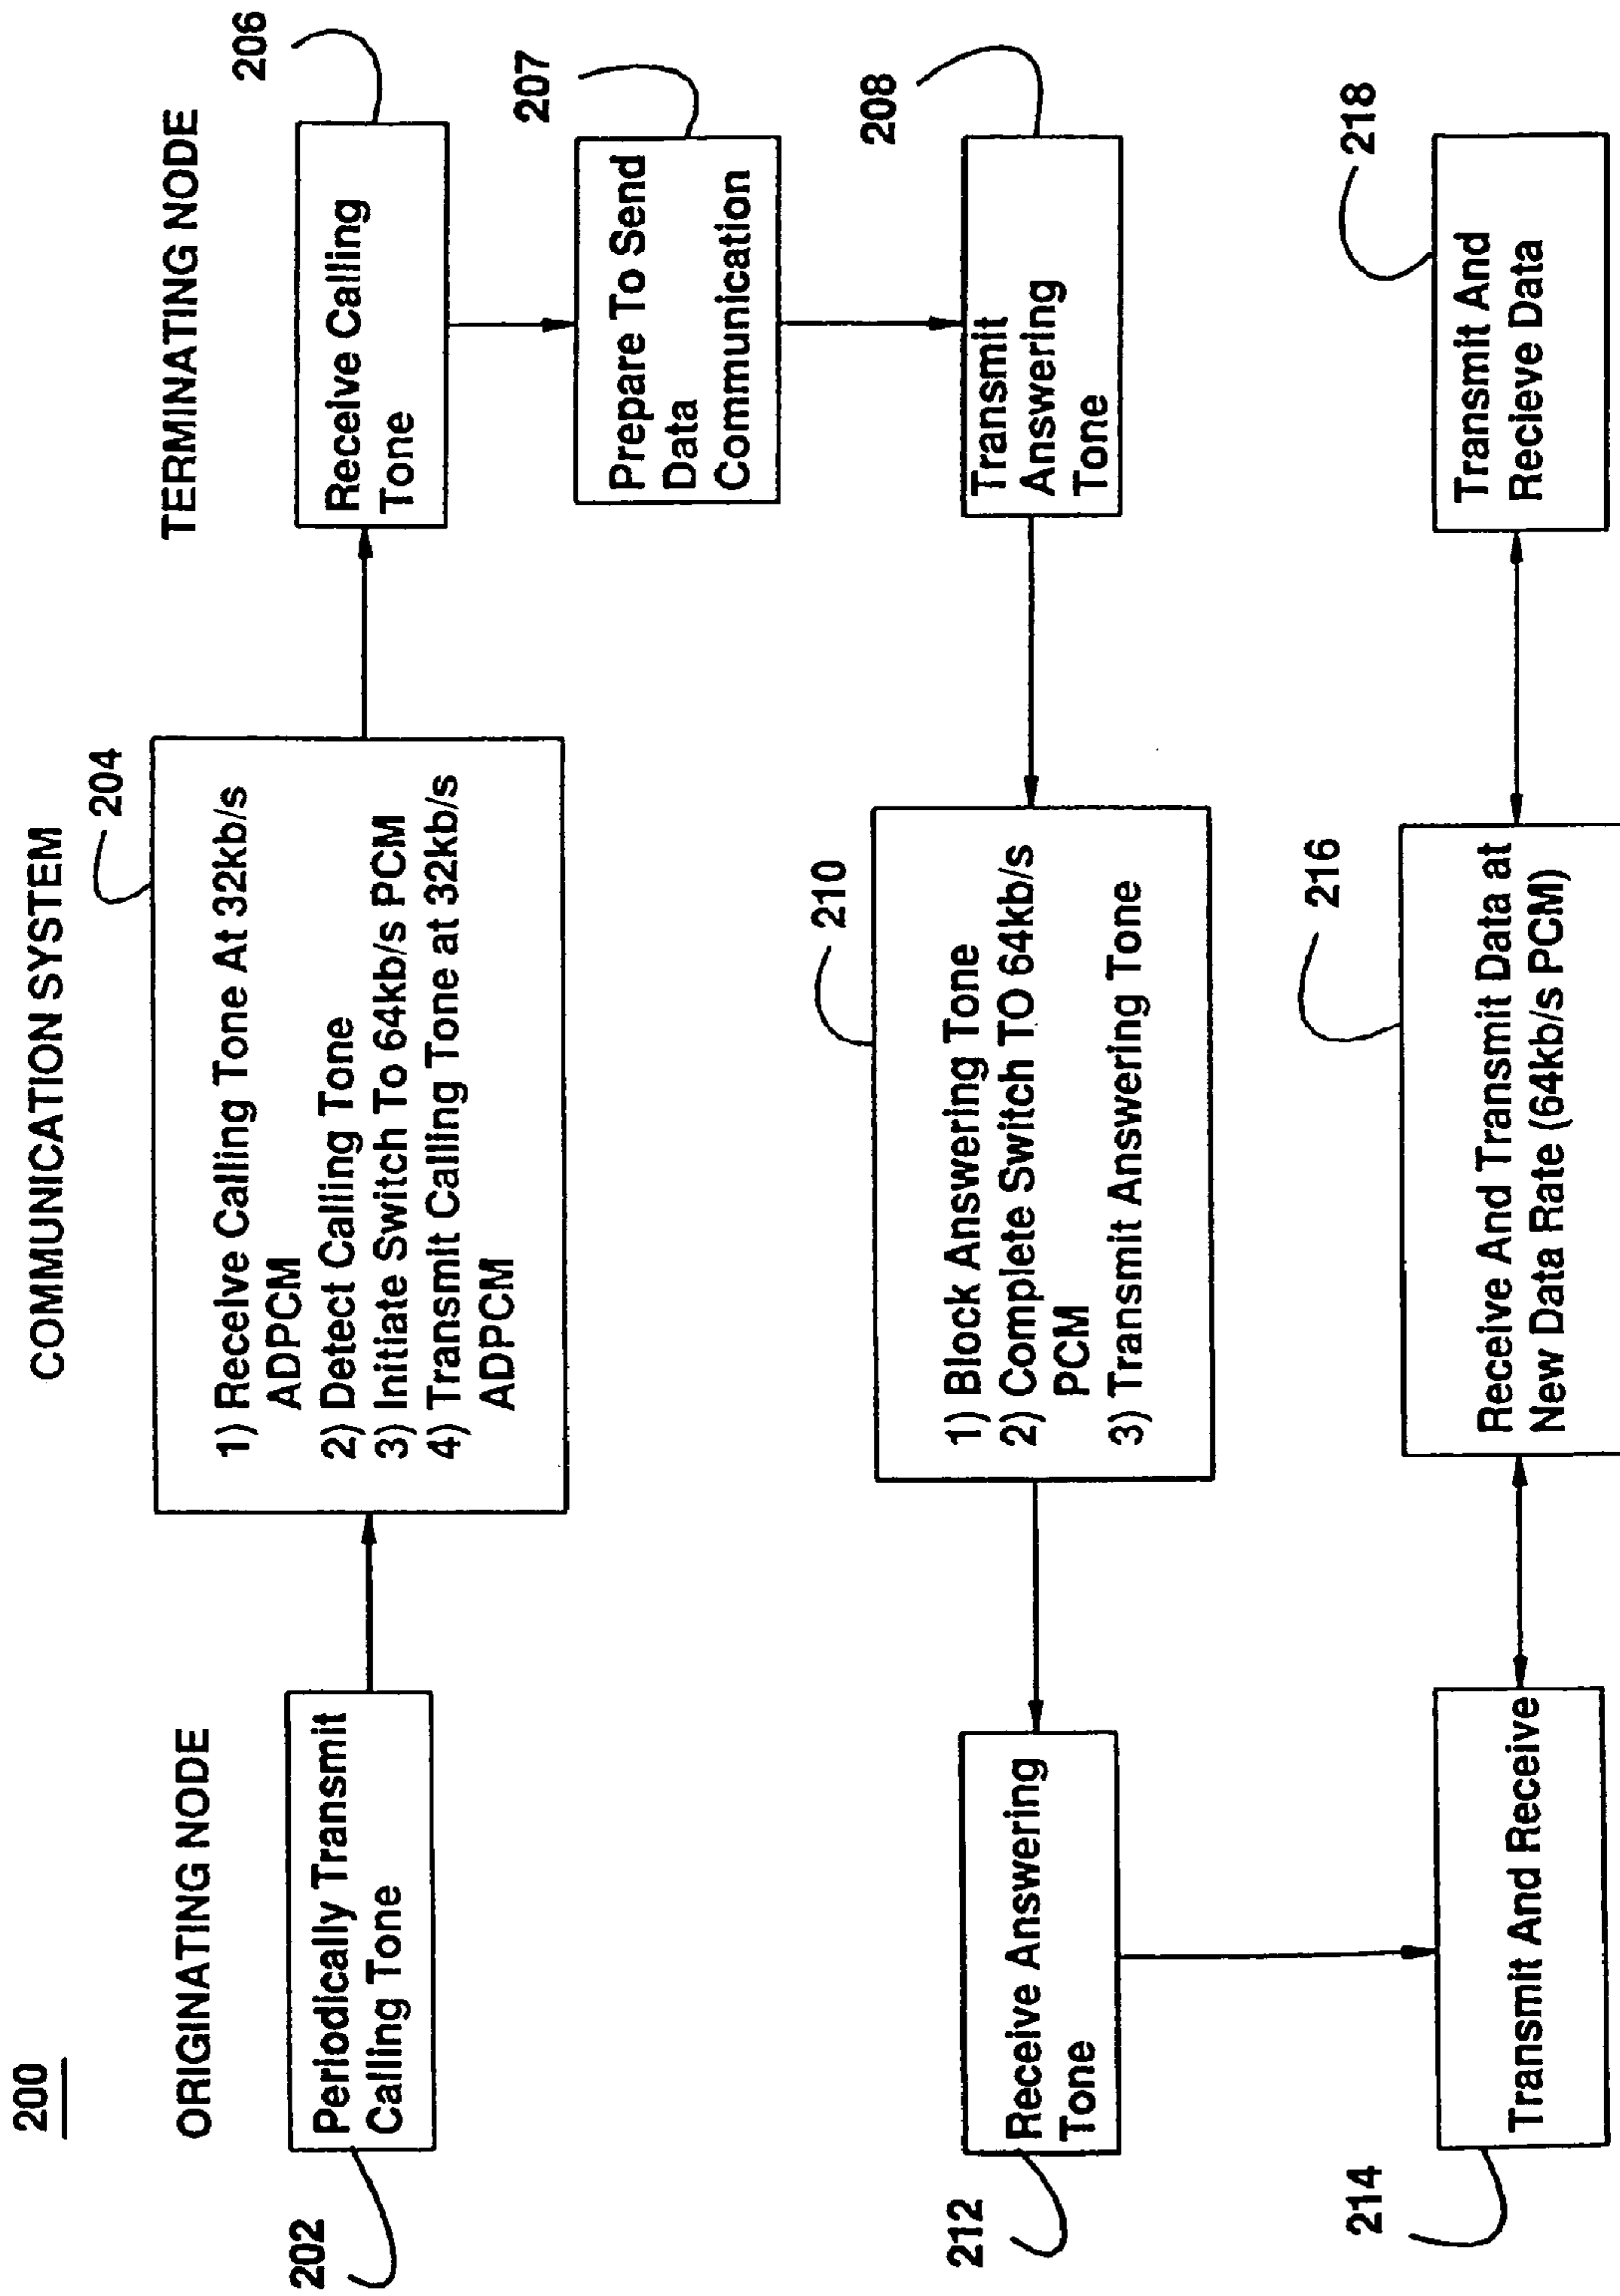 200
ORIGINATING NODE
COMMUNICATION SYSTEM
TERMINATING NODE
202
Periodically Transmit
Calling Tone
204
1) Receive Calling Tone At 32kb/s
ADPCM
2) Detect Calling Tone
3) Initiate Switch To 64kb/s PCM
4) Transmit Calling Tone at 32kb/s
ADPCM
206
Receive Calling
Tone
207
Prepare To Send
Data
Communication
208
Transmit
Answering
Tone
210
1) Block Answering Tone
2) Complete Switch TO 64kb/s
PCM
3) Transmit Answering Tone
212
Receive Answering
Tone
214
Transmit And Receive
216
Receive And Transmit Data at
New Data Rate (64kb/s PCM)
218
Transmit And
Recieve Data